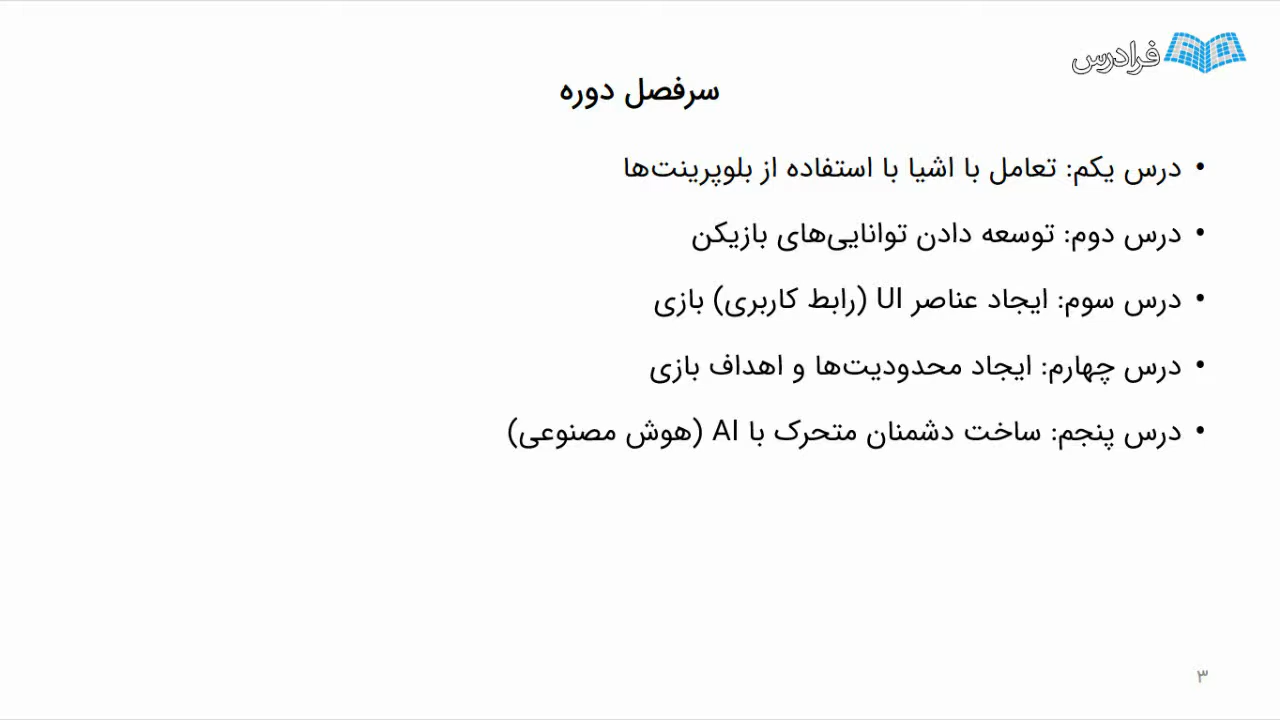 فرادرس
سرفصل دوره
• درس یکم: تعامل با اشیا با استفاده از بلوپرینت‌ها
• درس دوم: توسعه دادن توانایی‌های بازیکن
• درس سوم: ایجاد عناصر UI (رابط کاربری) بازی
• درس چهارم: ایجاد محدودیت‌ها و اهداف بازی
• درس پنجم: ساخت دشمنان متحرک با AI (هوش مصنوعی)
۳